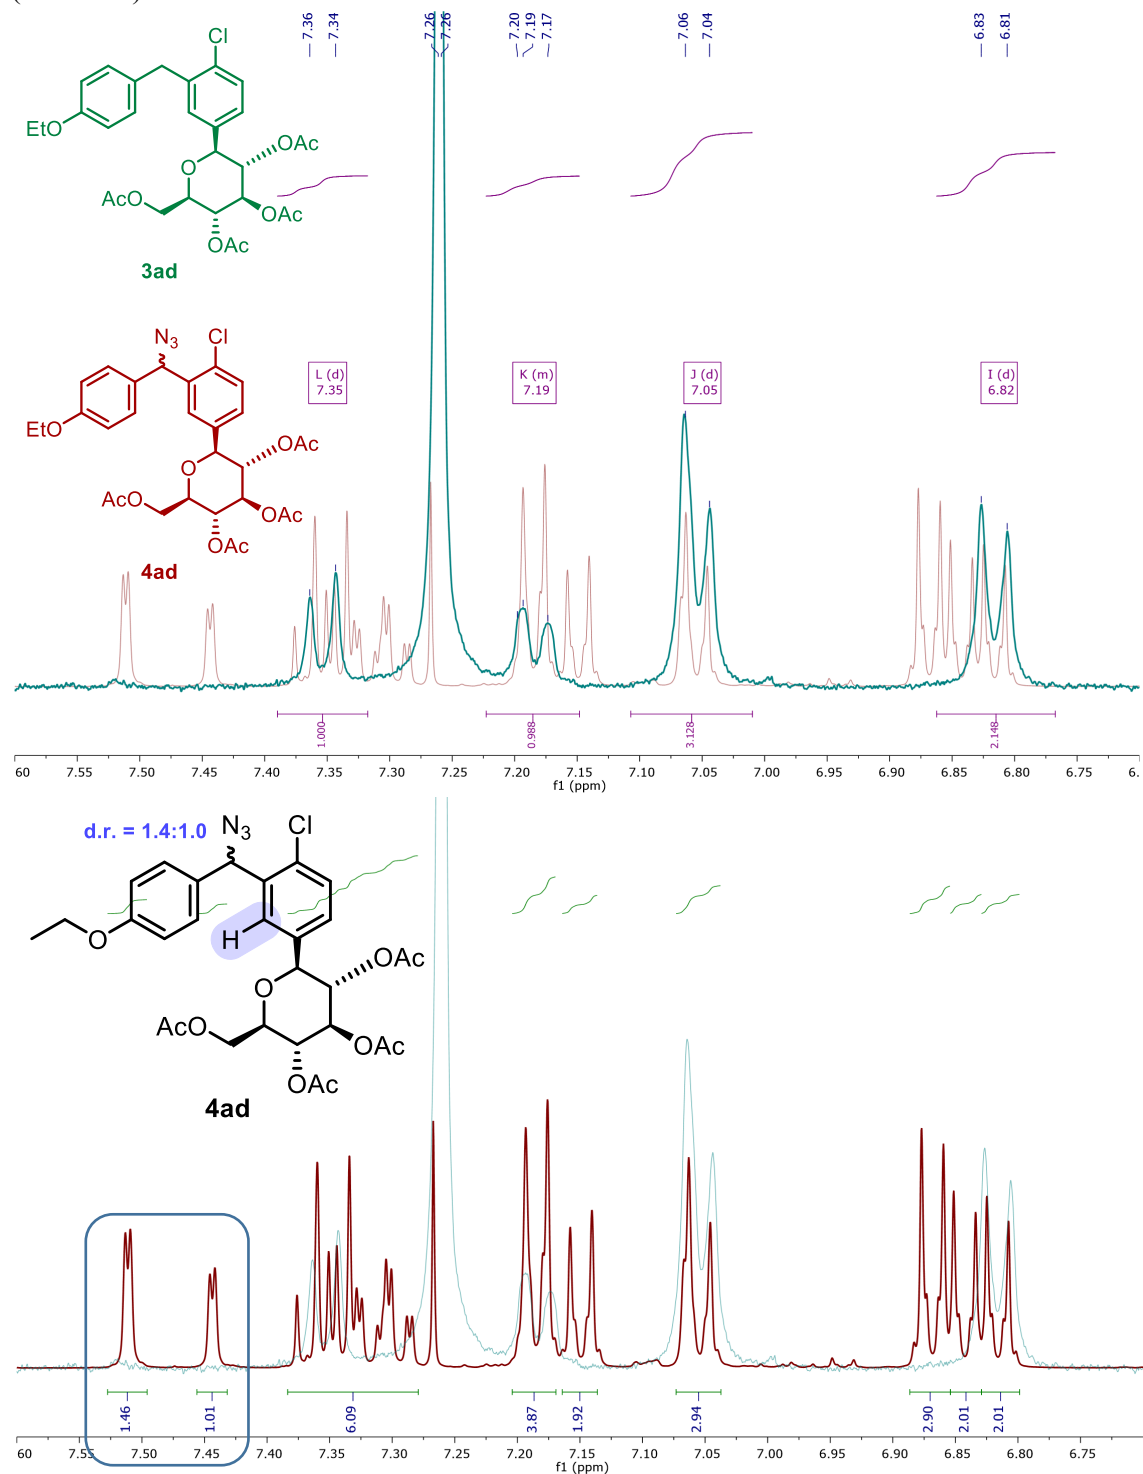 7.36
7.34
7.26
7.26
7.20
7.19
7.17
7.06
7.04
6.83
6.81
Cl
EtO
O
OAc
AcO
OAc
OAc
3ad
N3
Cl
EtO
O
OAc
AcO
OAc
OAc
4ad
L (d)
7.35
K (m)
7.19
J (d)
7.05
I (d)
6.82
1.000
0.988
3.128
2.148
60 7.55 7.50 7.45 7.40 7.35 7.30 7.25 7.20 7.15 7.10 7.05 7.00 6.95 6.90 6.85 6.80 6.75 6.
f1 (ppm)
d.r. = 1.4:1.0
N3
Cl
O
H
O
OAc
AcO
OAc
OAc
4ad
1.46
1.01
6.09
3.87
1.92
2.94
2.90
2.01
2.01
60 7.55 7.50 7.45 7.40 7.35 7.30 7.25 7.20 7.15 7.10 7.05 7.00 6.95 6.90 6.85 6.80
f1 (ppm)